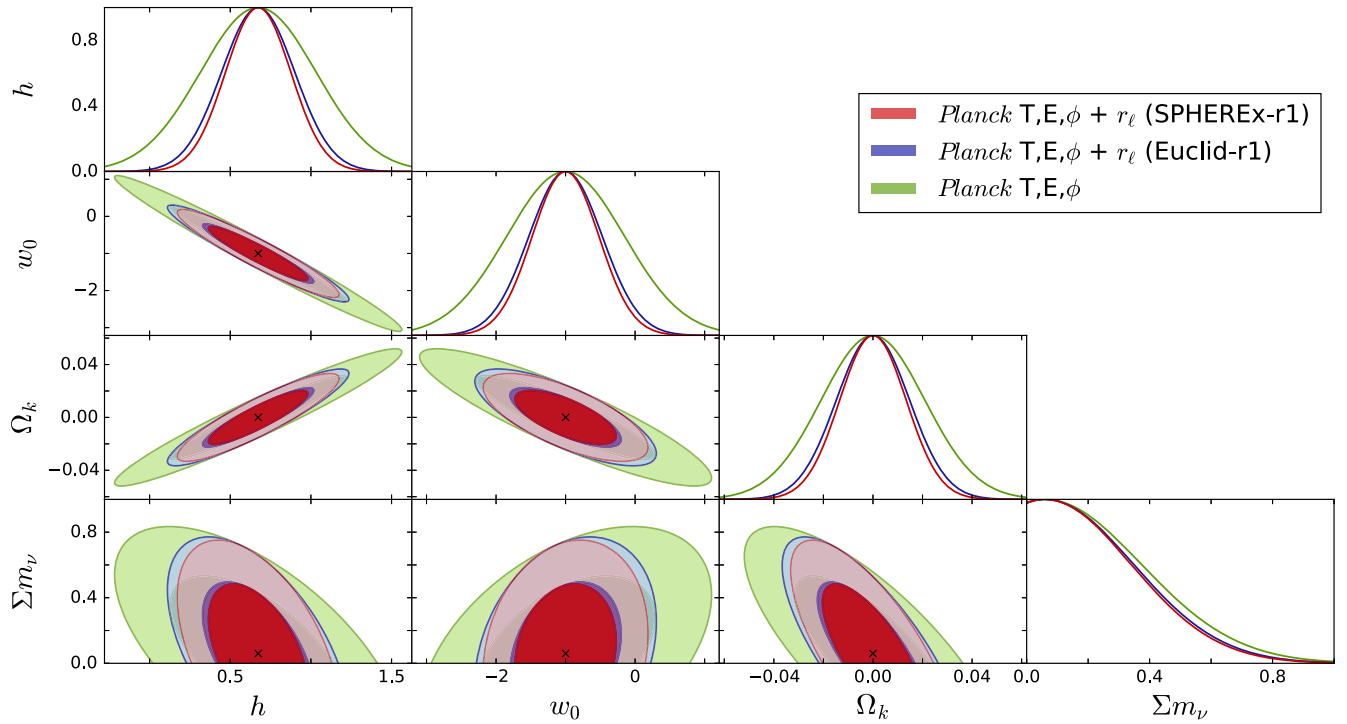 h
0.8
0.4
0.0
Planck T,E,ϕ + r_ℓ (SPHEREx-r1)
Planck T,E,ϕ + r_ℓ (Euclid-r1)
Planck T,E,ϕ
w_0
0
−2
Ω_k
0.04
0.00
−0.04
Σm_ν
0.8
0.4
0.0
0.5 1.5 −2 0 −0.04 0.04 0.0 0.4 0.8
h w_0 Ω_k Σm_ν